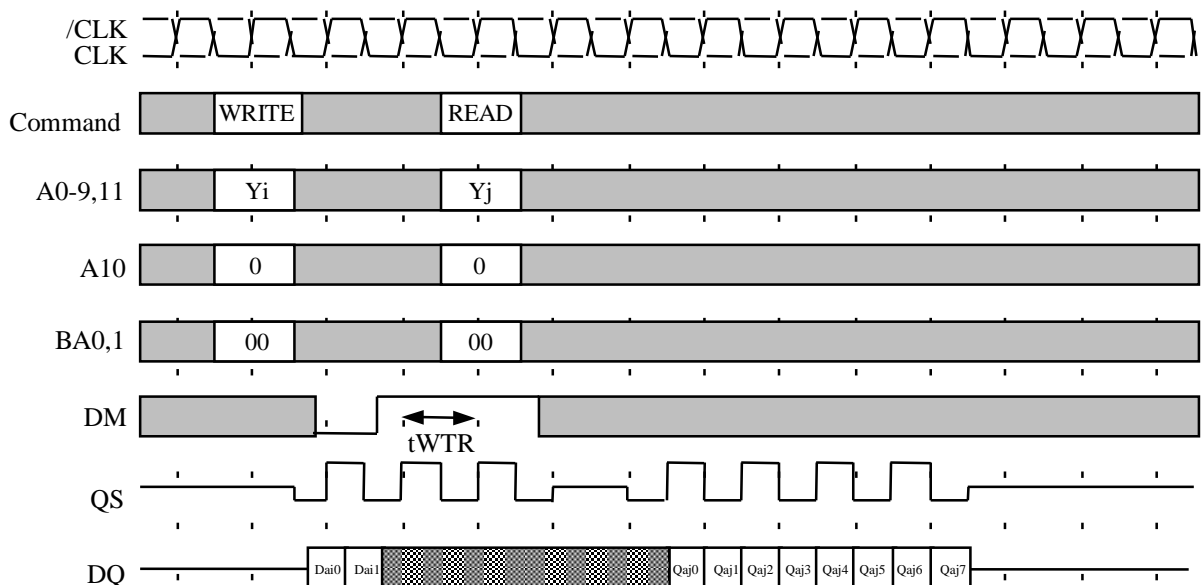 /CLK
CLK
Command WRITE READ
A0-9,11 Yi Yj
A10 0 0
BA0,1 00 00
DM
tWTR
QS
DQ Dai0 Dai1 Qaj0 Qaj1 Qaj2 Qaj3 Qaj4 Qaj5 Qaj6 Qaj7